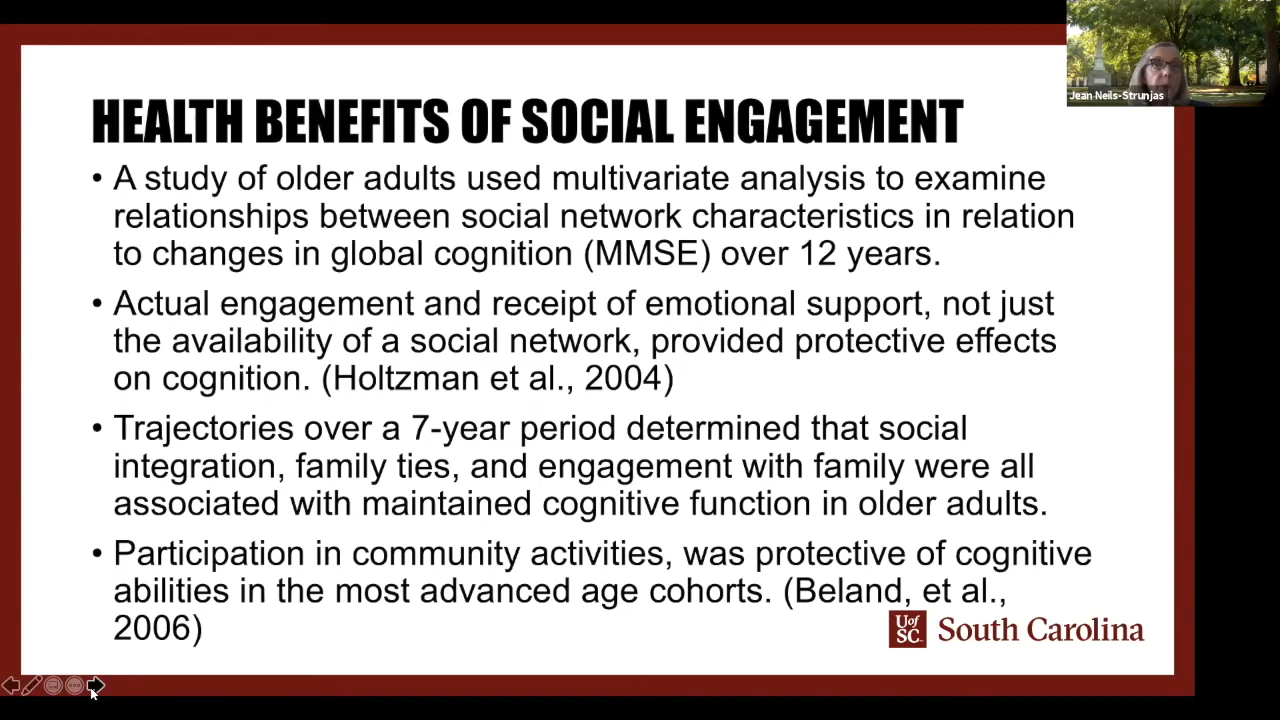 Jean Neils-Strunjas
HEALTH BENEFITS OF SOCIAL ENGAGEMENT
• A study of older adults used multivariate analysis to examine
relationships between social network characteristics in relation
to changes in global cognition (MMSE) over 12 years.
• Actual engagement and receipt of emotional support, not just
the availability of a social network, provided protective effects
on cognition. (Holtzman et al., 2004)
• Trajectories over a 7-year period determined that social
integration, family ties, and engagement with family were all
associated with maintained cognitive function in older adults.
• Participation in community activities, was protective of cognitive
abilities in the most advanced age cohorts. (Beland, et al.,
2006)
UofSC South Carolina